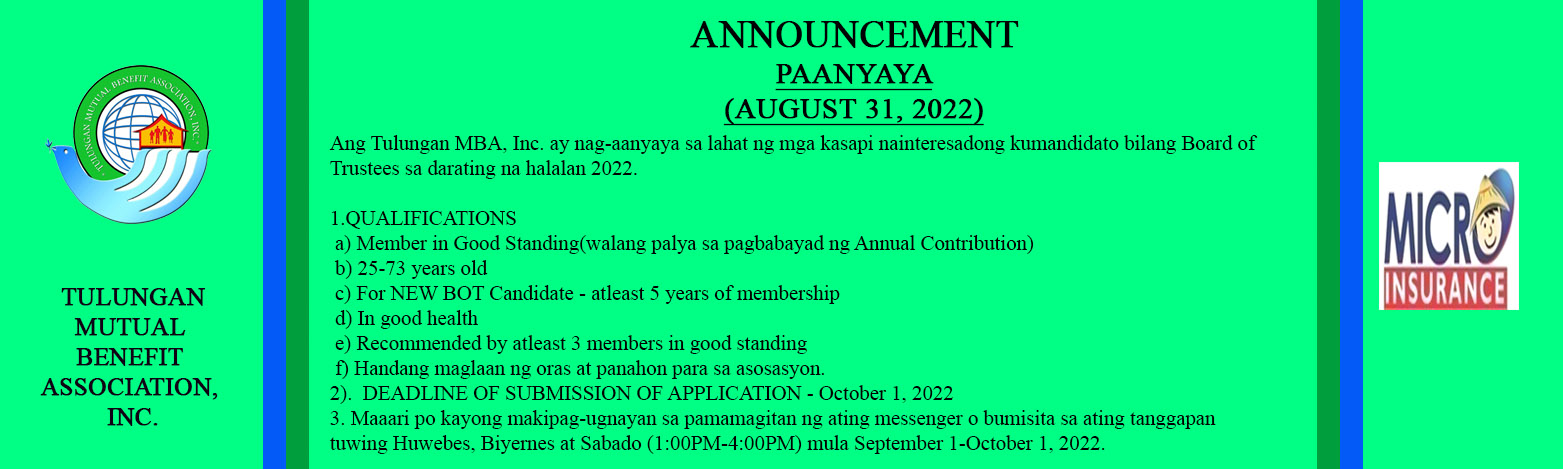 TULUNGAN MUTUAL BENEFIT ASSOCIATION, INC.
TULUNGAN
MUTUAL
BENEFIT
ASSOCIATION,
INC.
ANNOUNCEMENT
PAANYAYA
(AUGUST 31, 2022)
Ang Tulungan MBA, Inc. ay nag-aanyaya sa lahat ng mga kasapi nainteresadong kumandidato bilang Board of
Trustees sa darating na halalan 2022.
1.QUALIFICATIONS
a) Member in Good Standing(walang palya sa pagbabayad ng Annual Contribution)
b) 25-73 years old
c) For NEW BOT Candidate - atleast 5 years of membership
d) In good health
e) Recommended by atleast 3 members in good standing
f) Handang maglaan ng oras at panahon para sa asosasyon.
2).  DEADLINE OF SUBMISSION OF APPLICATION - October 1, 2022
3. Maaari po kayong makipag-ugnayan sa pamamagitan ng ating messenger o bumisita sa ating tanggapan
tuwing Huwebes, Biyernes at Sabado (1:00PM-4:00PM) mula September 1-October 1, 2022.
MICRO
INSURANCE